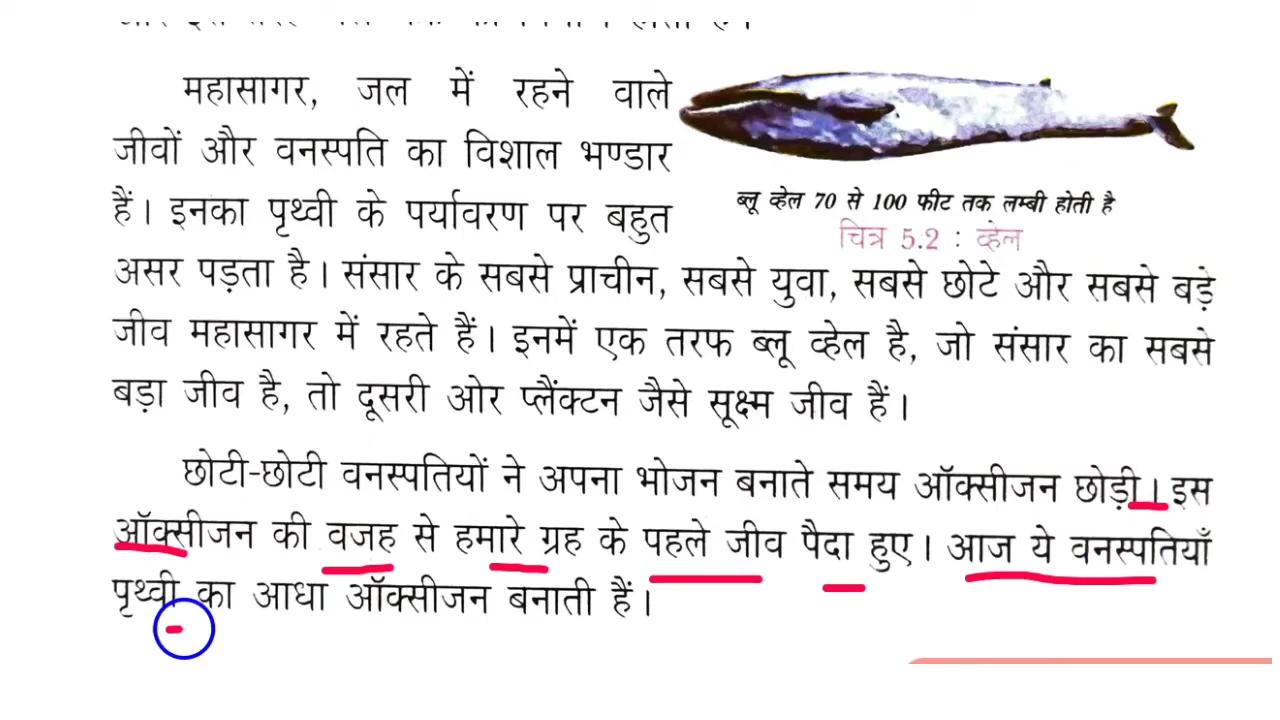 महासागर, जल में रहने वाले
जीवों और वनस्पति का विशाल भण्डार
हैं। इनका पृथ्वी के पर्यावरण पर बहुत
असर पड़ता है। संसार के सबसे प्राचीन, सबसे युवा, सबसे छोटे और सबसे बड़े
जीव महासागर में रहते हैं। इनमें एक तरफ ब्लू व्हेल है, जो संसार का सबसे
बड़ा जीव है, तो दूसरी ओर प्लैंक्टन जैसे सूक्ष्म जीव हैं।
ब्लू व्हेल 70 से 100 फीट तक लम्बी होती है
चित्र 5.2 : व्हेल
छोटी-छोटी वनस्पतियों ने अपना भोजन बनाते समय ऑक्सीजन छोड़ी। इस
ऑक्सीजन की वजह से हमारे ग्रह के पहले जीव पैदा हुए। आज ये वनस्पतियाँ
पृथ्वी का आधा ऑक्सीजन बनाती हैं।